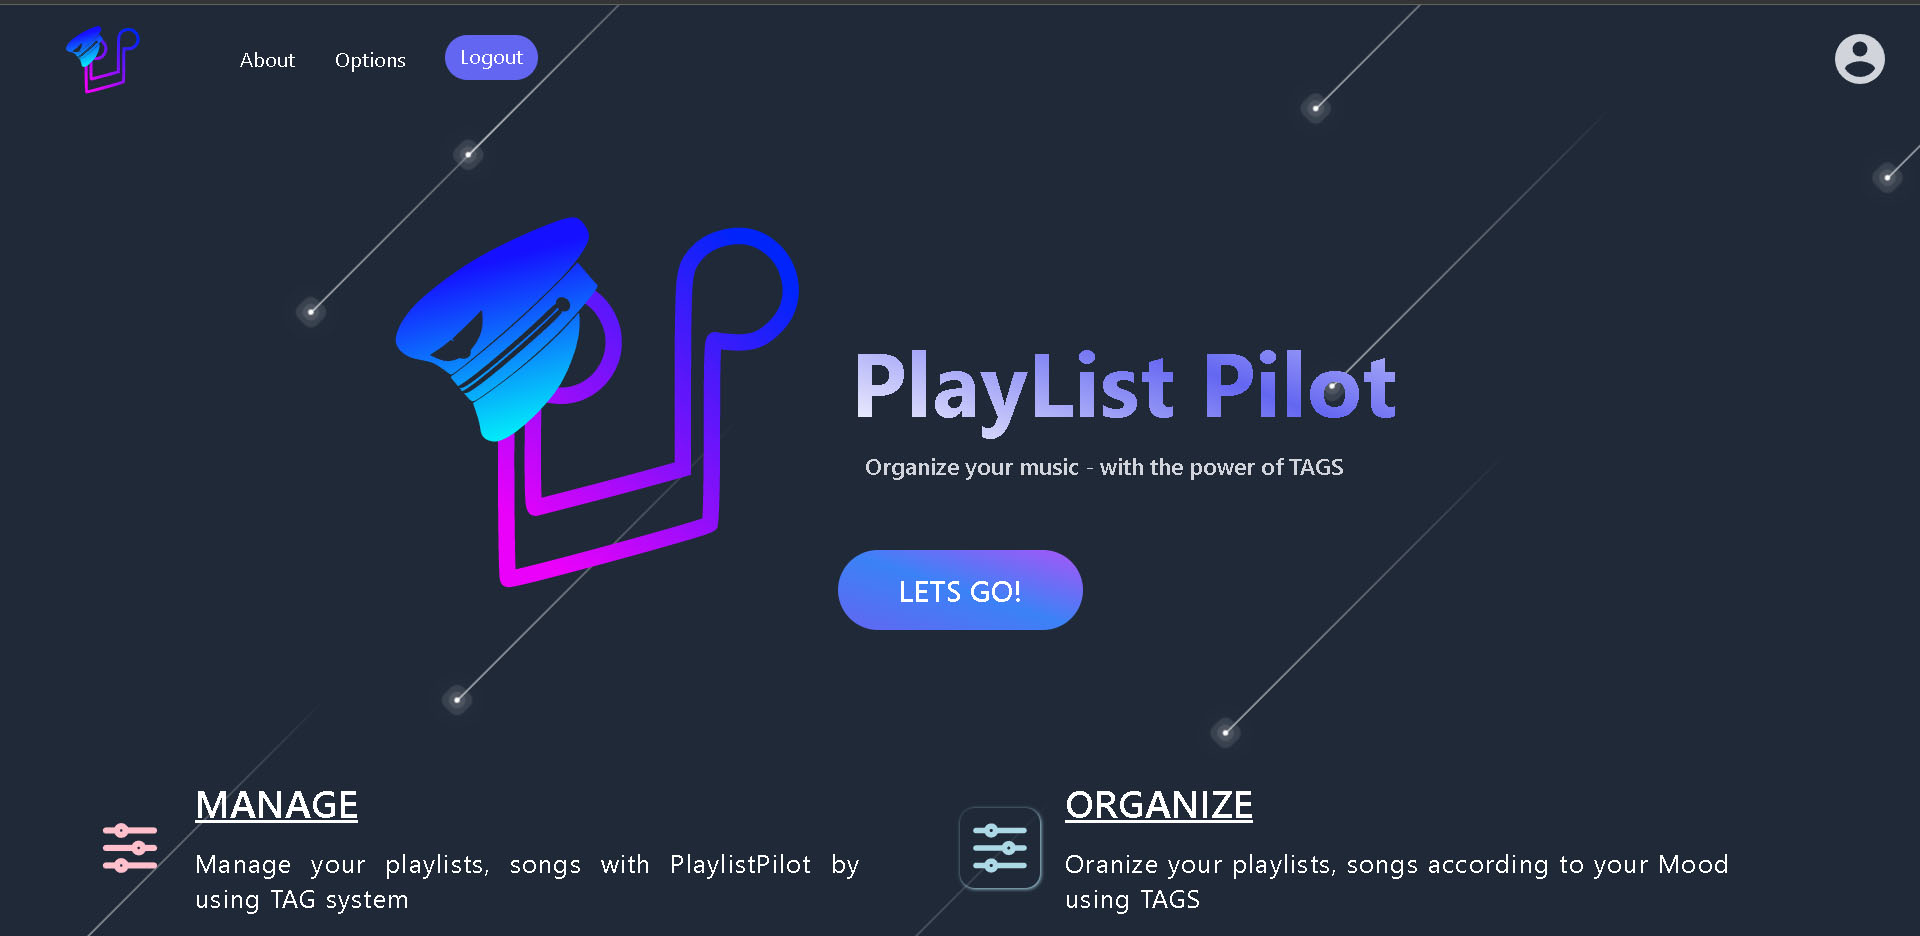 About
Options
Logout
PlayList Pilot
Organize your music - with the power of TAGS
LETS GO!
MANAGE
Manage your playlists, songs with PlaylistPilot by
using TAG system
ORGANIZE
Oranize your playlists, songs according to your Mood
using TAGS